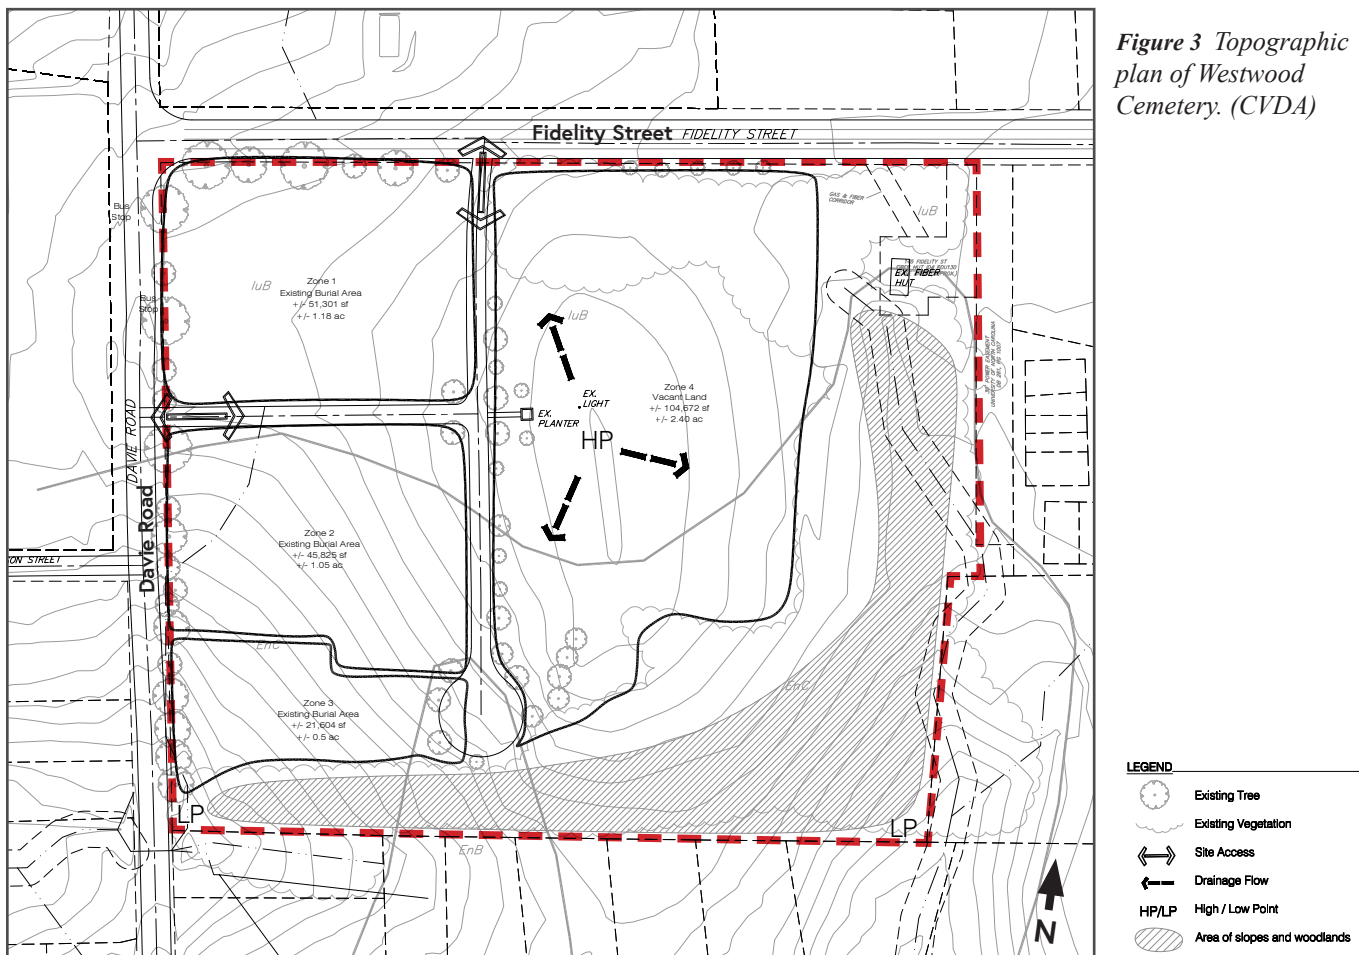 Figure 3 Topographic
plan of Westwood
Cemetery. (CVDA)
Fidelity Street FIDELITY STREET
Bus
Stop
Bus
Stop
GAS & FIBER
CORRIDOR
IuB
IuB
IuB
Zone 1
Existing Burial Area
+/- 51,301 sf
+/- 1.18 ac
EX. FIBER
HUT
EX.
LIGHT
EX.
PLANTER
HP
Zone 4
Vacant Land
+/- 104,672 sf
+/- 2.40 ac
DAVIE ROAD
Davie Road
ON STREET
Zone 2
Existing Burial Area
+/- 45,825 sf
+/- 1.05 ac
EnC
EnC
Zone 3
Existing Burial Area
+/- 21,604 sf
+/- 0.5 ac
LP
LP
EnB
N
LEGEND
Existing Tree
Existing Vegetation
Site Access
Drainage Flow
HP/LP High / Low Point
Area of slopes and woodlands